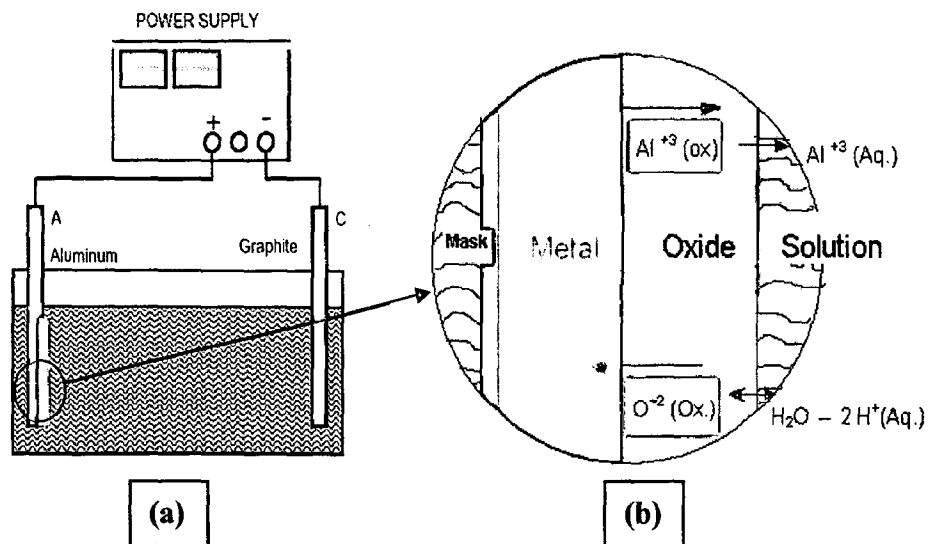 POWER SUPPLY
+ -
A C
Aluminum Graphite
(a)
Al +3 (ox) Al +3 (Aq.)
Mask Metal Oxide Solution
O-2 (Ox.) H2O – 2 H+(Aq.)
(b)